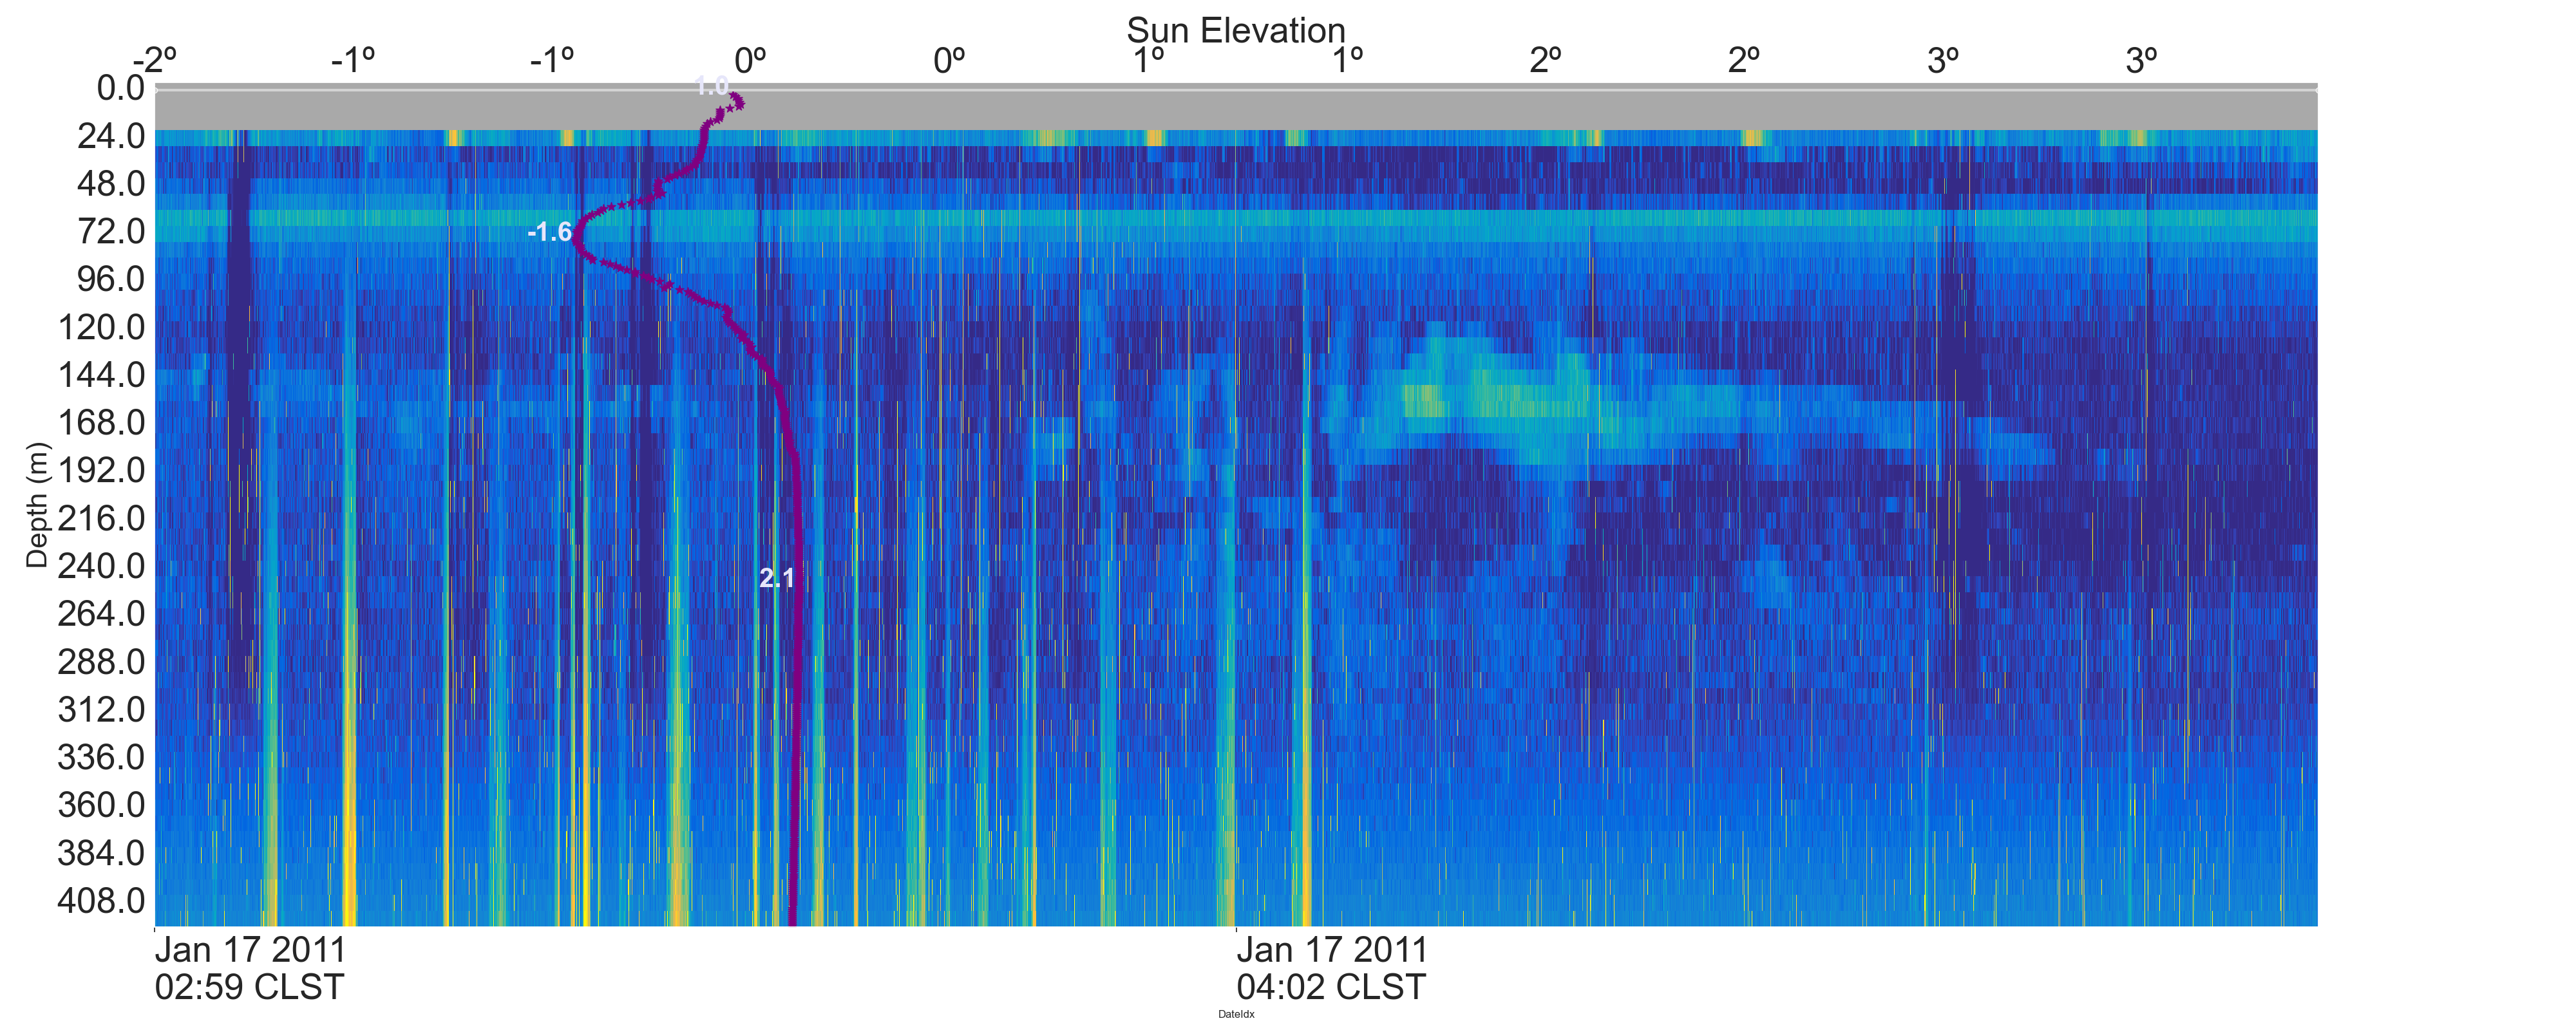 Sun Elevation
-2º -1º -1º 0º 0º 1º 1º 2º 2º 3º 3º
1.0
-1.6
2.1
0.0
24.0
48.0
72.0
96.0
120.0
144.0
168.0
192.0
216.0
240.0
264.0
288.0
312.0
336.0
360.0
384.0
408.0
Depth (m)
Jan 17 2011
02:59 CLST
Jan 17 2011
04:02 CLST
DateIdx